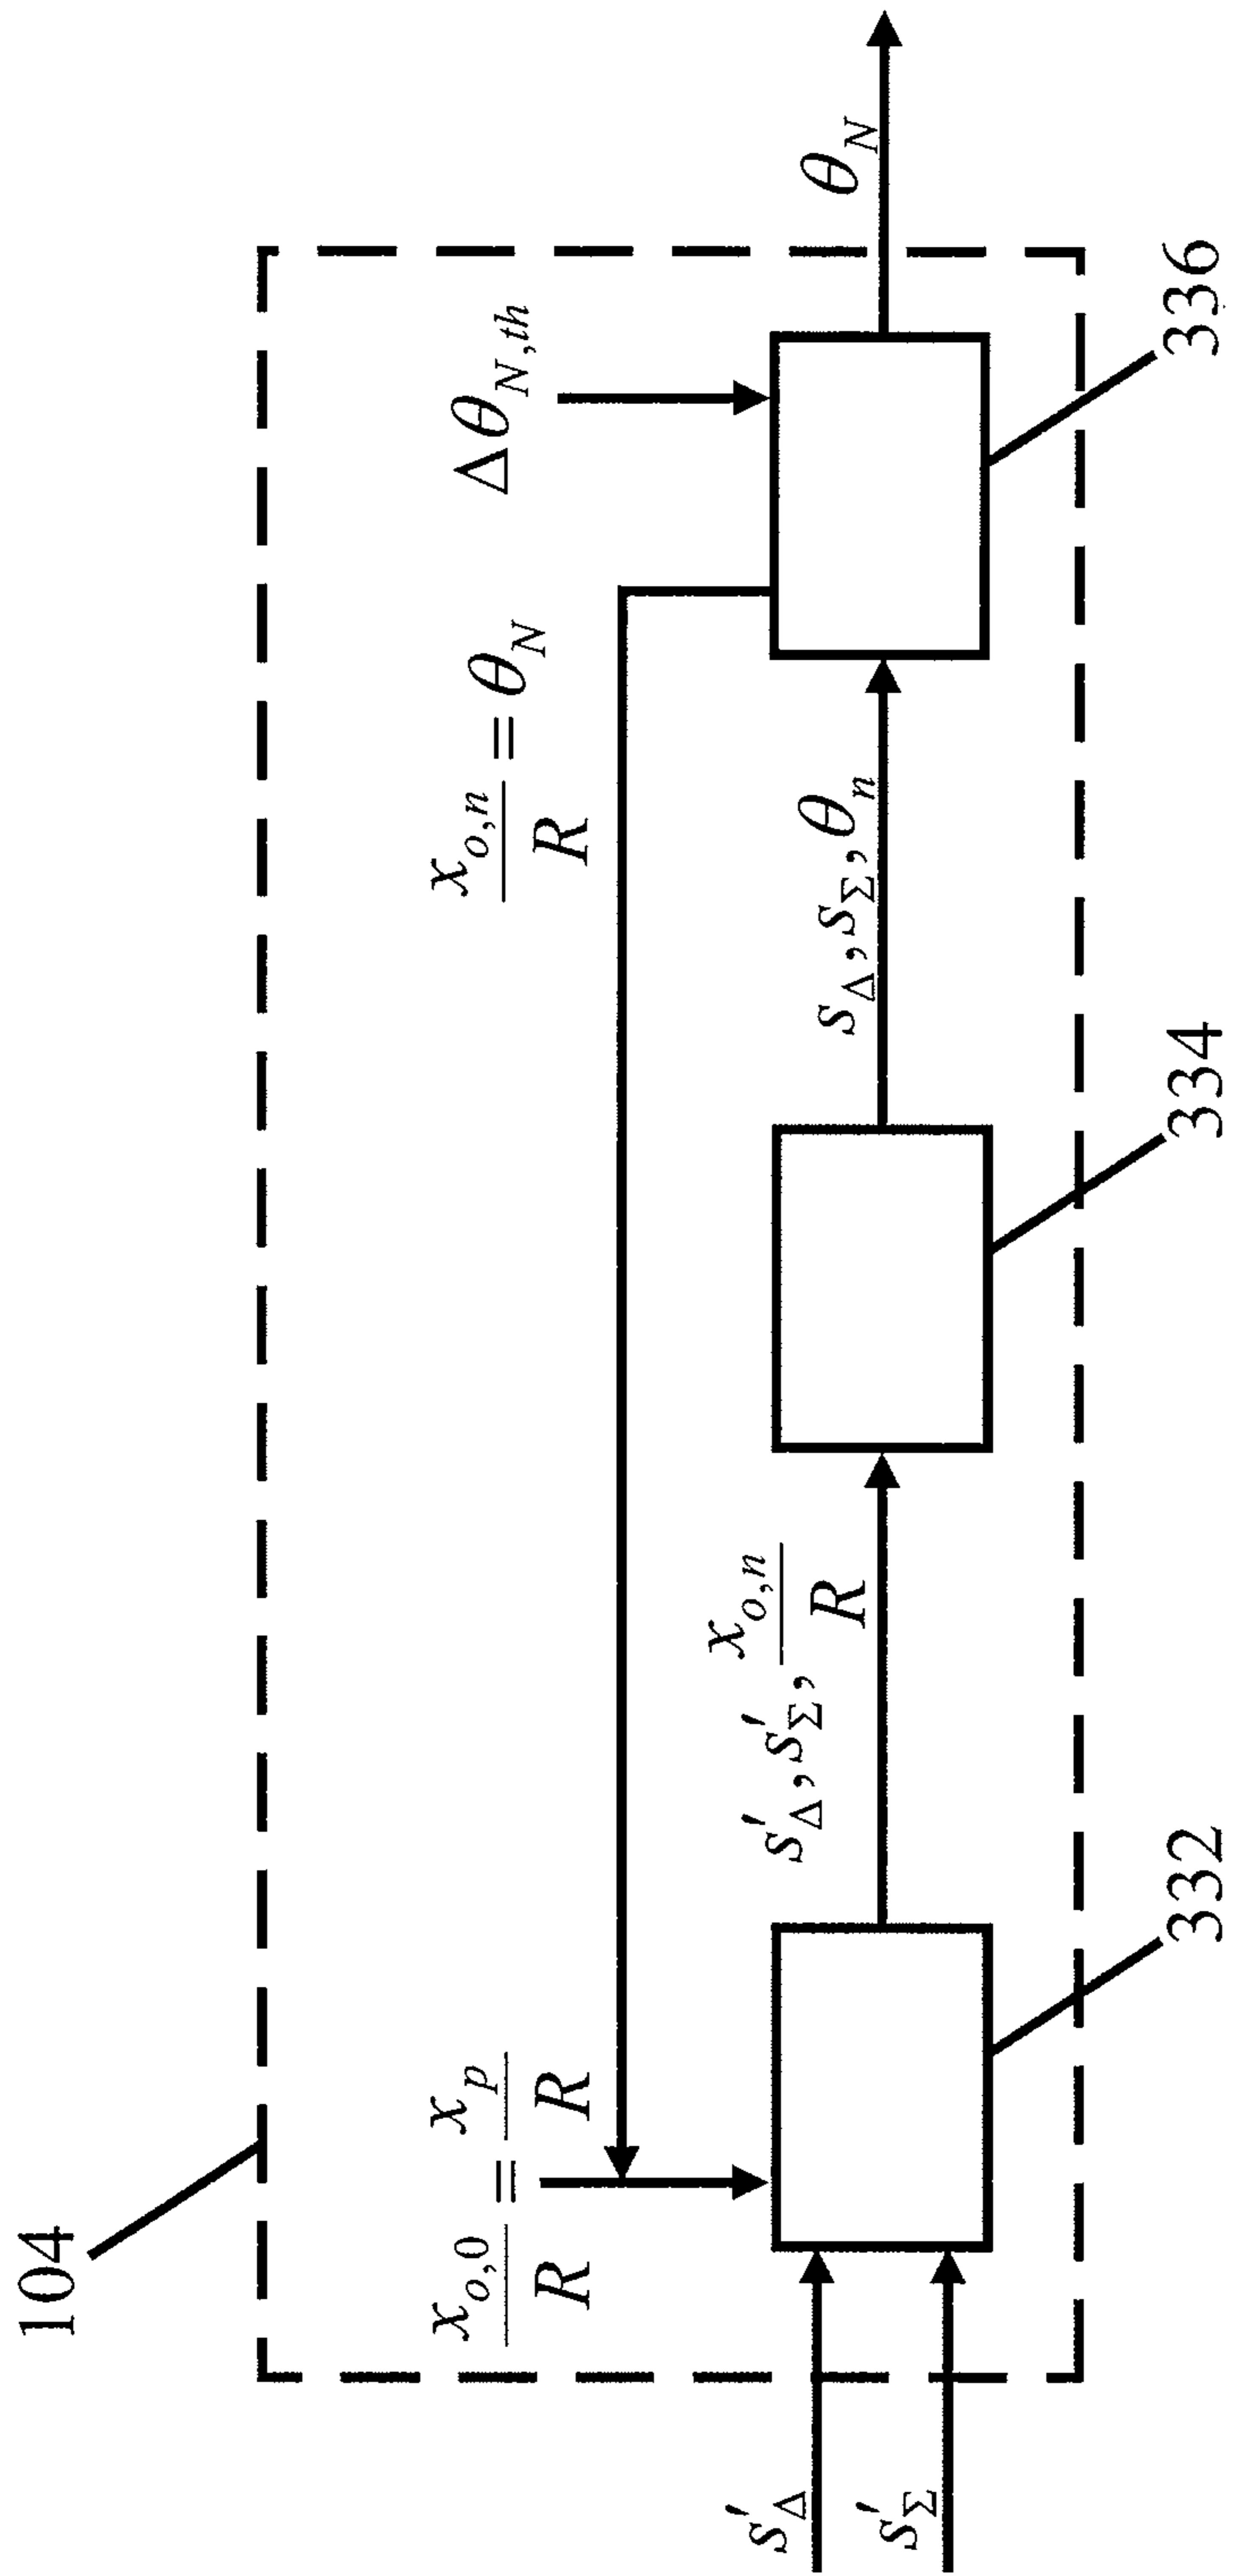 104
x_{o,0}/R = x_p/R
x_{o,n}/R = θ_N
Δθ_{N,th}
s'_Δ
s'_Σ
s'_Δ, s'_Σ, x_{o,n}/R
s_Δ, s_Σ, θ_n
θ_N
332
334
336